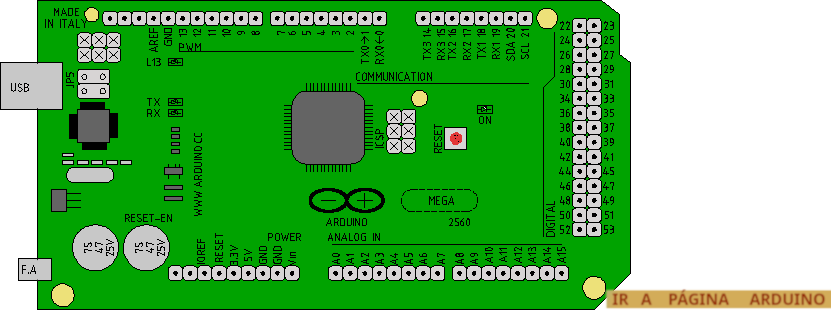 MADE
IN ITALY
AREF
GND
13
12
11
10
9
8
7
6
5
4
3
2
TX0→1
RX0←0
TX3 14
RX3 15
TX2 16
RX2 17
TX1 18
RX1 19
SDA 20
SCL 21
PWM
L13
COMMUNICATION
USB
JP5
TX
RX
ICSP
RESET
ON
WWW.ARDUINO.CC
MEGA
ARDUINO
2560
RESET-EN
7S
47
25V
7S
47
25V
POWER
ANALOG IN
F.A
IOREF
RESET
3.3V
5V
GND
GND
Vin
A0
A1
A2
A3
A4
A5
A6
A7
A8
A9
A10
A11
A12
A13
A14
A15
DIGITAL
22 23
24 25
26 27
28 29
30 31
33
34 35
36 35
38 37
40 39
42 41
44 45
46 47
48 49
50 51
52 53
IR A PÁGINA ARDUINO